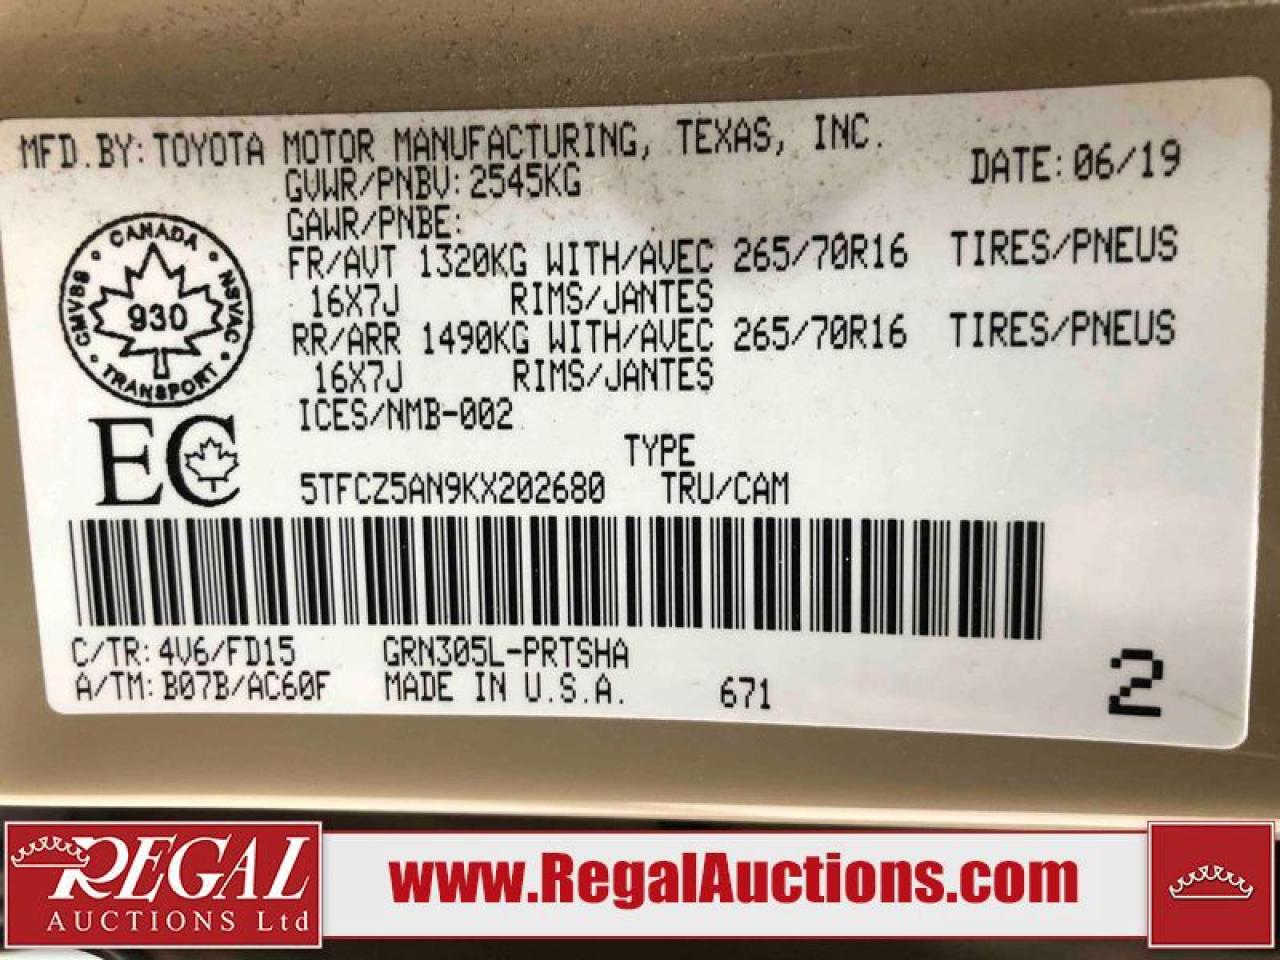 MFD.BY: TOYOTA MOTOR MANUFACTURING, TEXAS, INC.
GVWR/PNBV: 2545KG DATE: 06/19
GAWR/PNBE:
FR/AVT 1320KG WITH/AVEC 265/70R16 TIRES/PNEUS
16X7J RIMS/JANTES
RR/ARR 1490KG WITH/AVEC 265/70R16 TIRES/PNEUS
16X7J RIMS/JANTES
ICES/NMB-002
CANADA
CMVSS
NSVAC
930
TRANSPORT
EC
TYPE
5TFCZ5AN9KX202680 TRU/CAM
C/TR: 4V6/FD15 GRN305L-PRTSHA
A/TM: B07B/AC60F MADE IN U.S.A. 671
2
REGAL
AUCTIONS Ltd
www.RegalAuctions.com